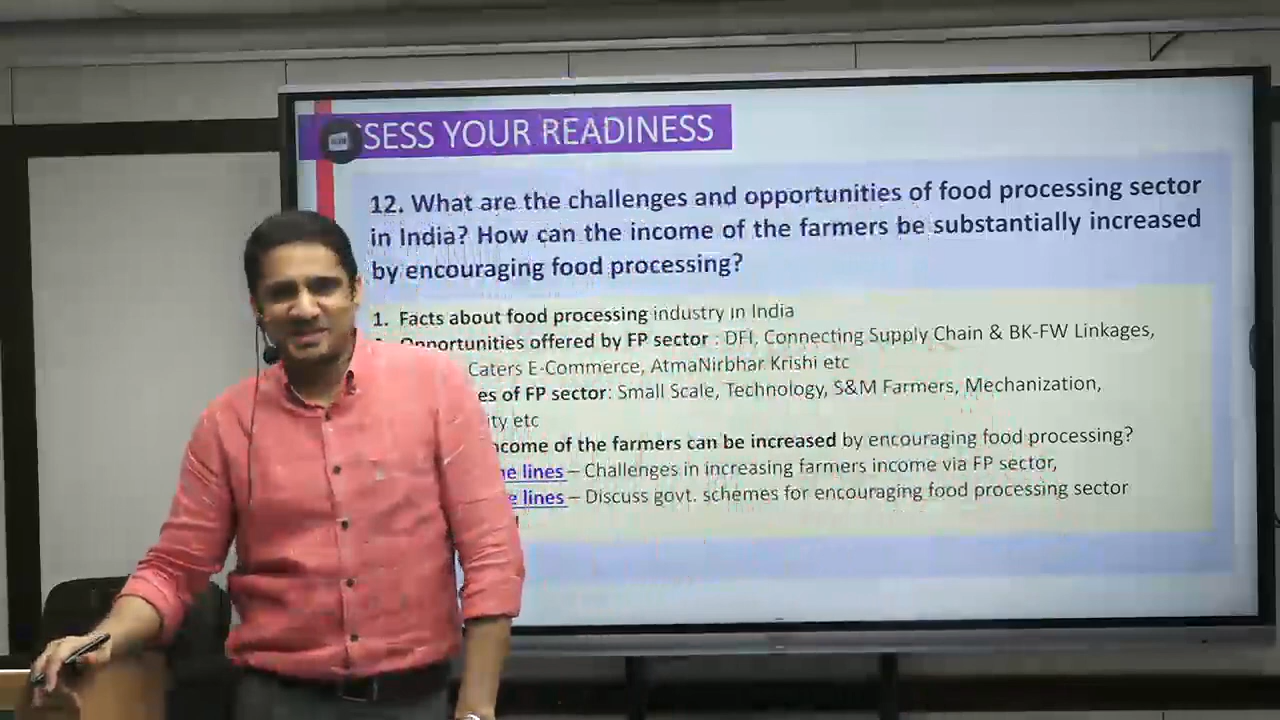 SESS YOUR READINESS
12. What are the challenges and opportunities of food processing sector
in India? How can the income of the farmers be substantially increased
by encouraging food processing?
1. Facts about food processing industry in India
Opportunities offered by FP sector : DFI, Connecting Supply Chain & BK-FW Linkages,
Caters E-Commerce, AtmaNirbhar Krishi etc
es of FP sector: Small Scale, Technology, S&M Farmers, Mechanization,
ity etc
ncome of the farmers can be increased by encouraging food processing?
e lines – Challenges in increasing farmers income via FP sector,
e lines – Discuss govt. schemes for encouraging food processing sector